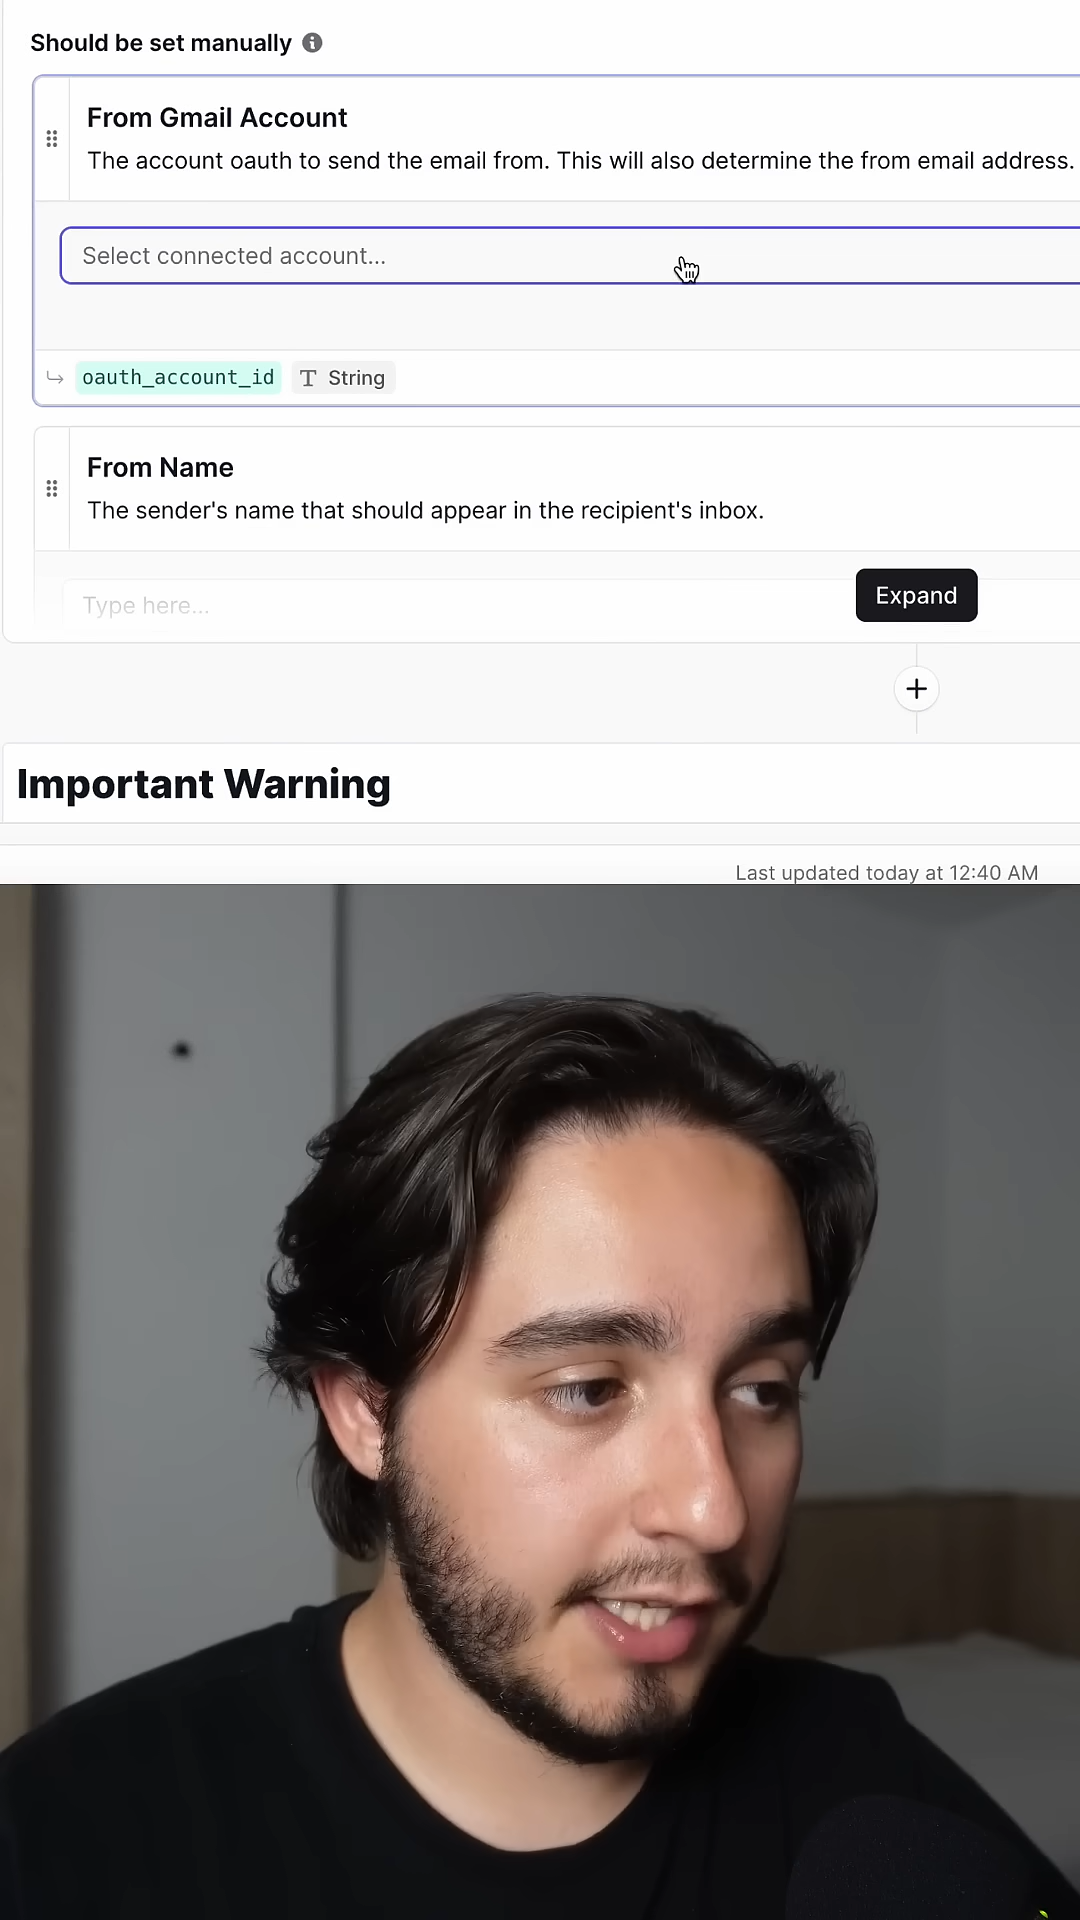 Should be set manually
From Gmail Account
The account oauth to send the email from. This will also determine the from email address.
Select connected account...
oauth_account_id T String
From Name
The sender's name that should appear in the recipient's inbox.
Type here...
Expand
Important Warning
Last updated today at 12:40 AM